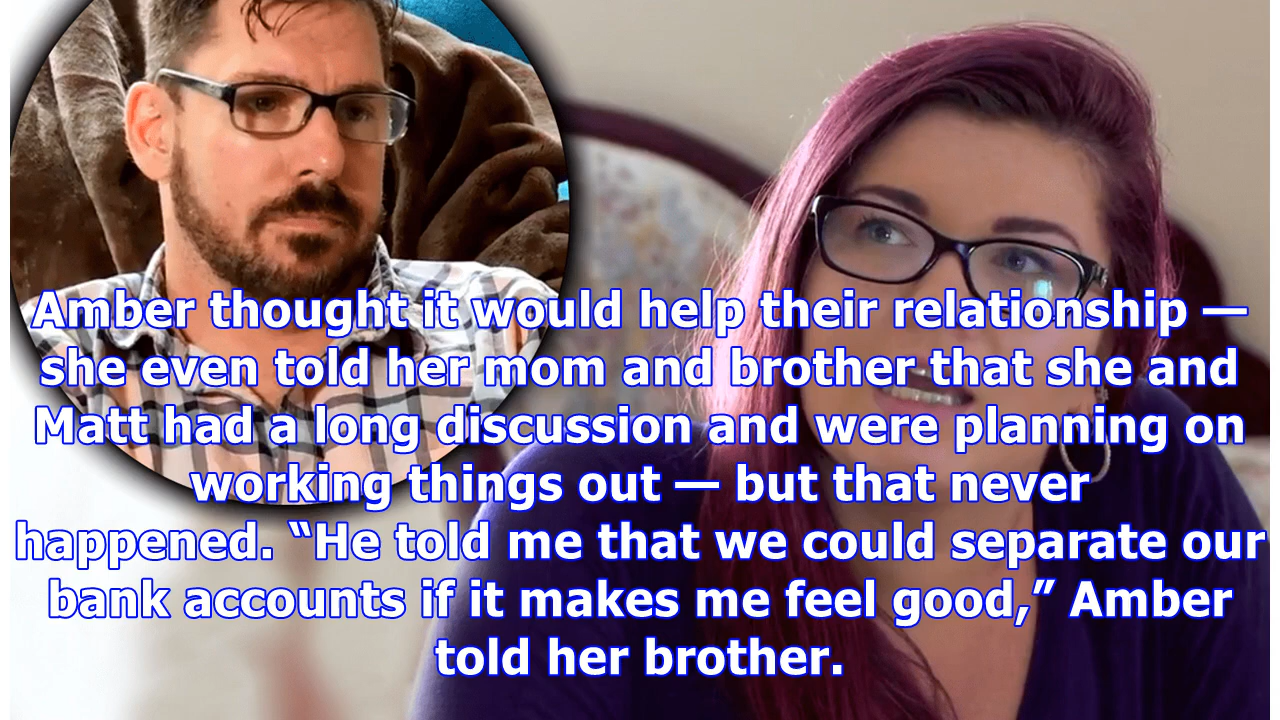 Amber thought it would help their relationship —
she even told her mom and brother that she and
Matt had a long discussion and were planning on
working things out — but that never
happened. “He told me that we could separate our
bank accounts if it makes me feel good,” Amber
told her brother.